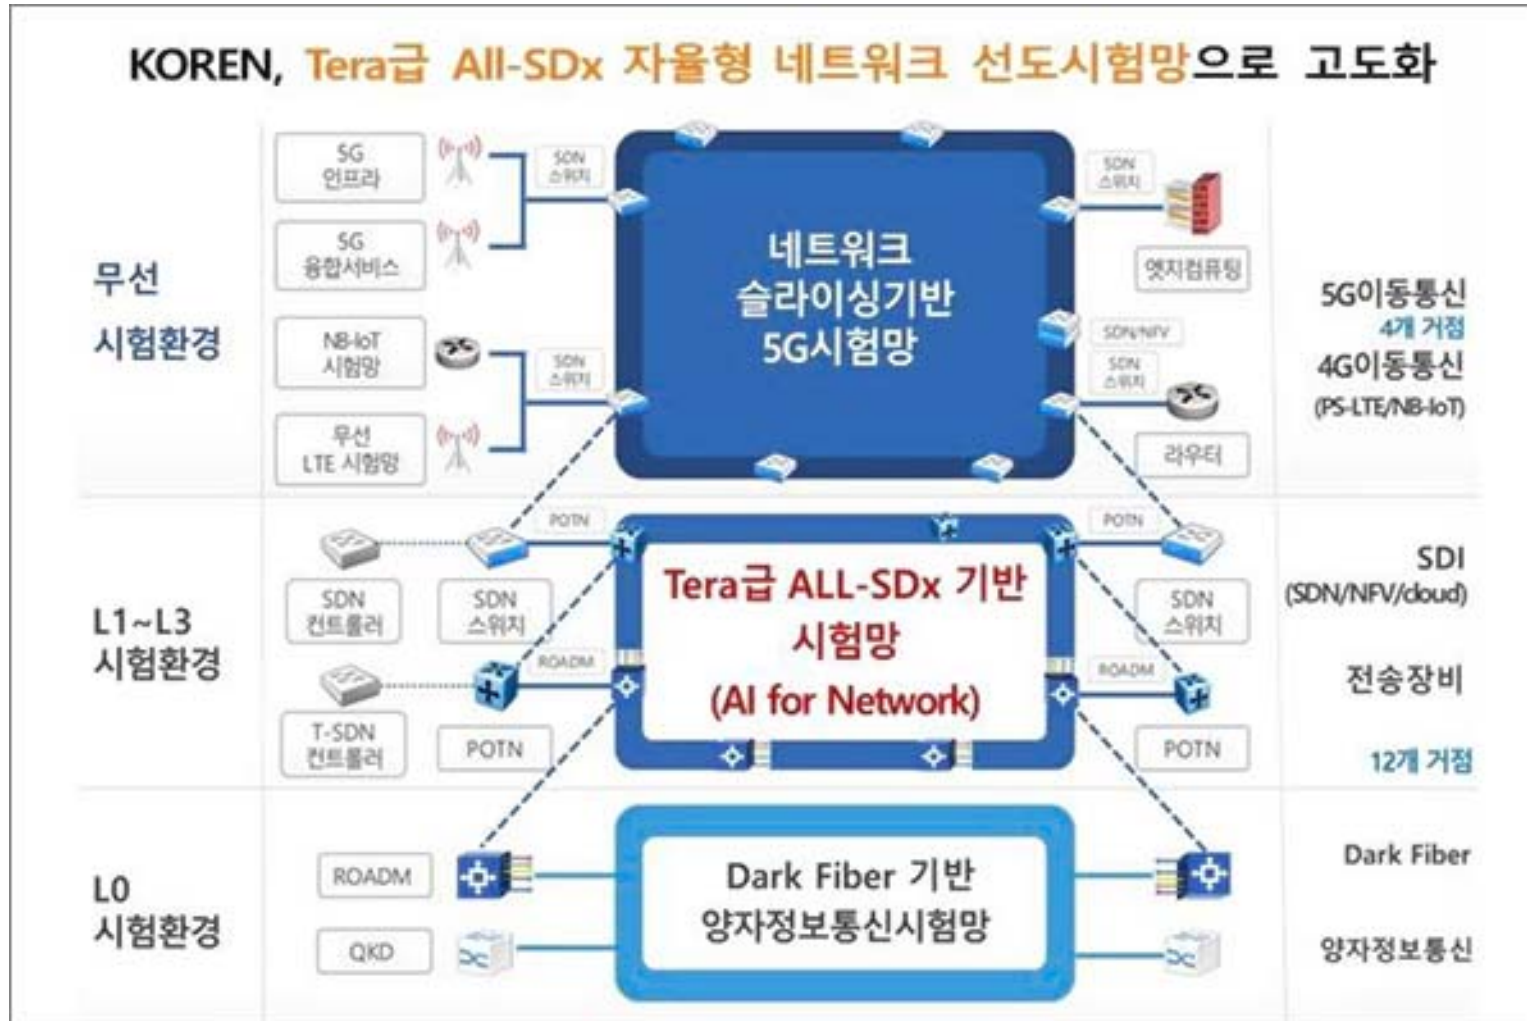 KOREN, Tera급 All-SDx 자율형 네트워크 선도시험망으로 고도화
무선
시험환경
5G
인프라
5G
융합서비스
NB-IoT
시험망
무선
LTE 시험망
SDN
스위치
SDN
스위치
네트워크
슬라이싱기반
5G시험망
SDN
스위치
엣지컴퓨팅
SDN/NFV
SDN
스위치
라우터
5G이동통신
4개 거점
4G이동통신
(PS-LTE/NB-IoT)
L1~L3
시험환경
SDN
컨트롤러
SDN
스위치
POTN
T-SDN
컨트롤러
POTN
ROADM
Tera급 ALL-SDx 기반
시험망
(AI for Network)
POTN
SDN
스위치
ROADM
POTN
SDI
(SDN/NFV/cloud)
전송장비
12개 거점
L0
시험환경
ROADM
QKD
Dark Fiber 기반
양자정보통신시험망
Dark Fiber
양자정보통신